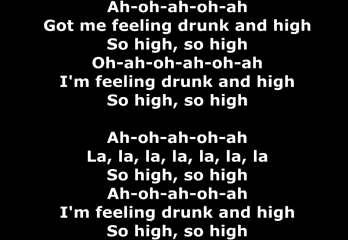 Ah-oh-ah-oh-ah
Got me feeling drunk and high
So high, so high
Oh-ah-oh-ah-oh-ah
I'm feeling drunk and high
So high, so high
Ah-oh-ah-oh-ah
La, la, la, la, la, la, la
So high, so high
Ah-oh-ah-oh-ah
I'm feeling drunk and high
So high, so high